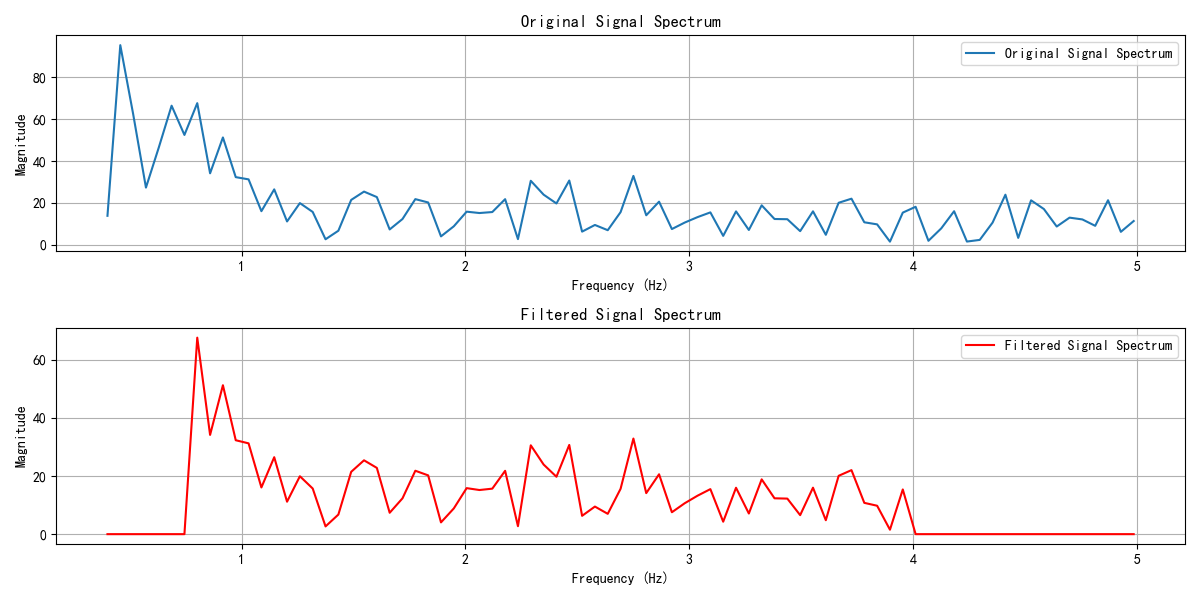 Original Signal Spectrum
Original Signal Spectrum
Magnitude
80
60
40
20
0
1 2 3 4 5
Frequency (Hz)
Filtered Signal Spectrum
Filtered Signal Spectrum
Magnitude
60
40
20
0
1 2 3 4 5
Frequency (Hz)